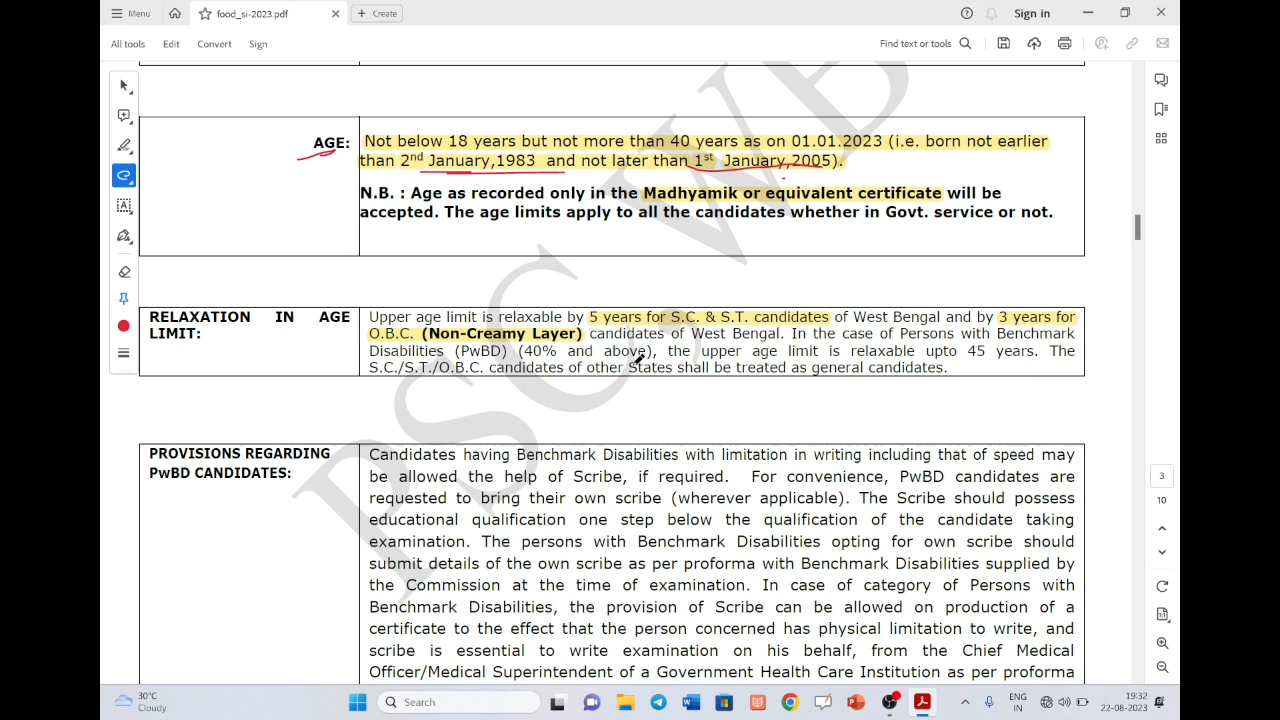 Menu
food_si-2023.pdf
Create
Sign in
All tools
Edit
Convert
Sign
Find text or tools
AGE:
Not below 18 years but not more than 40 years as on 01.01.2023 (i.e. born not earlier
than 2nd January,1983 and not later than 1st January,2005).
N.B. : Age as recorded only in the Madhyamik or equivalent certificate will be
accepted. The age limits apply to all the candidates whether in Govt. service or not.
RELAXATION IN AGE
LIMIT:
Upper age limit is relaxable by 5 years for S.C. & S.T. candidates of West Bengal and by 3 years for
O.B.C. (Non-Creamy Layer) candidates of West Bengal. In the case of Persons with Benchmark
Disabilities (PwBD) (40% and above), the upper age limit is relaxable upto 45 years. The
S.C./S.T./O.B.C. candidates of other States shall be treated as general candidates.
PROVISIONS REGARDING
PwBD CANDIDATES:
Candidates having Benchmark Disabilities with limitation in writing including that of speed may
be allowed the help of Scribe, if required. For convenience, PwBD candidates are
requested to bring their own scribe (wherever applicable). The Scribe should possess
educational qualification one step below the qualification of the candidate taking
examination. The persons with Benchmark Disabilities opting for own scribe should
submit details of the own scribe as per proforma with Benchmark Disabilities supplied by
the Commission at the time of examination. In case of category of Persons with
Benchmark Disabilities, the provision of Scribe can be allowed on production of a
certificate to the effect that the person concerned has physical limitation to write, and
scribe is essential to write examination on his behalf, from the Chief Medical
Officer/Medical Superintendent of a Government Health Care Institution as per proforma
PSC,WB
3
10
30°C
Cloudy
Search
ENG
IN
19:32
22-08-2023